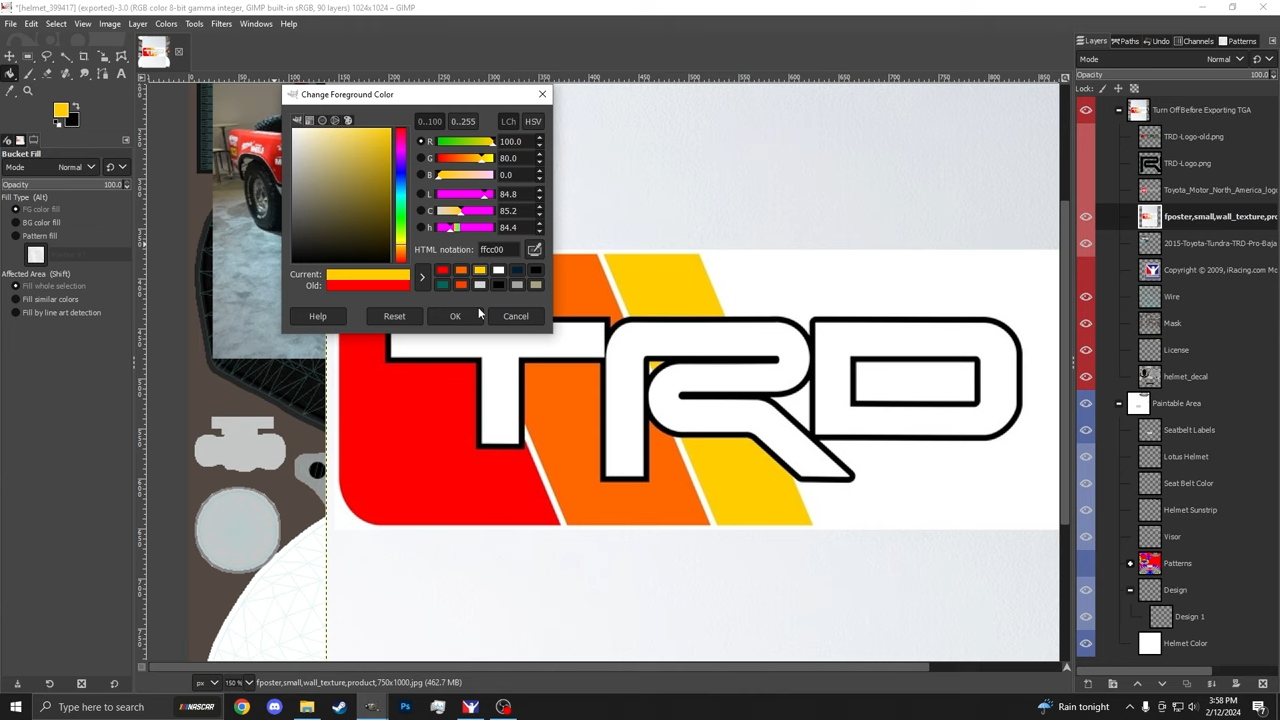 *[helmet_399417] (exported)-3.0 (RGB color 8-bit gamma integer, GIMP built-in sRGB, 90 layers) 1024x1024 – GIMP
File Edit Select View Image Layer Colors Tools Filters Windows Help
Layers Paths Undo Channels Patterns
Mode Normal
Opacity 100.0
Lock:
Change Foreground Color
0..100 0..255 LCh HSV
R 100.0
G 80.0
B 0.0
L 84.8
C 85.2
h 84.4
HTML notation: ffcc00
Current:
Old:
Help Reset OK Cancel
Bucket Fill
Mode Normal
Opacity 100.0
Fill Type (Alt)
FG color fill
BG color fill
Pattern fill
Affected Area (Shift)
Fill whole selection
Fill similar colors
Fill by line art detection
TRD
Turn Off Before Exporting TGA
TRD-Logo-old.png
TRD-Logo.png
Toyota_Motor_North_America_logo
fposter,small,wall_texture,pr
2015-Toyota-Tundra-TRD-Pro-Baja
Copyright © 2009, iRacing.com Mo
Wire
Mask
License
helmet_decal
Paintable Area
Seatbelt Labels
Lotus Helmet
Seat Belt Color
Helmet Sunstrip
Visor
Patterns
Design
Design 1
Helmet Color
px 150 % fposter,small,wall_texture,product,750x1000.jpg (462.7 MB)
Type here to search NASCAR Rain tonight 3:58 PM
2/12/2024